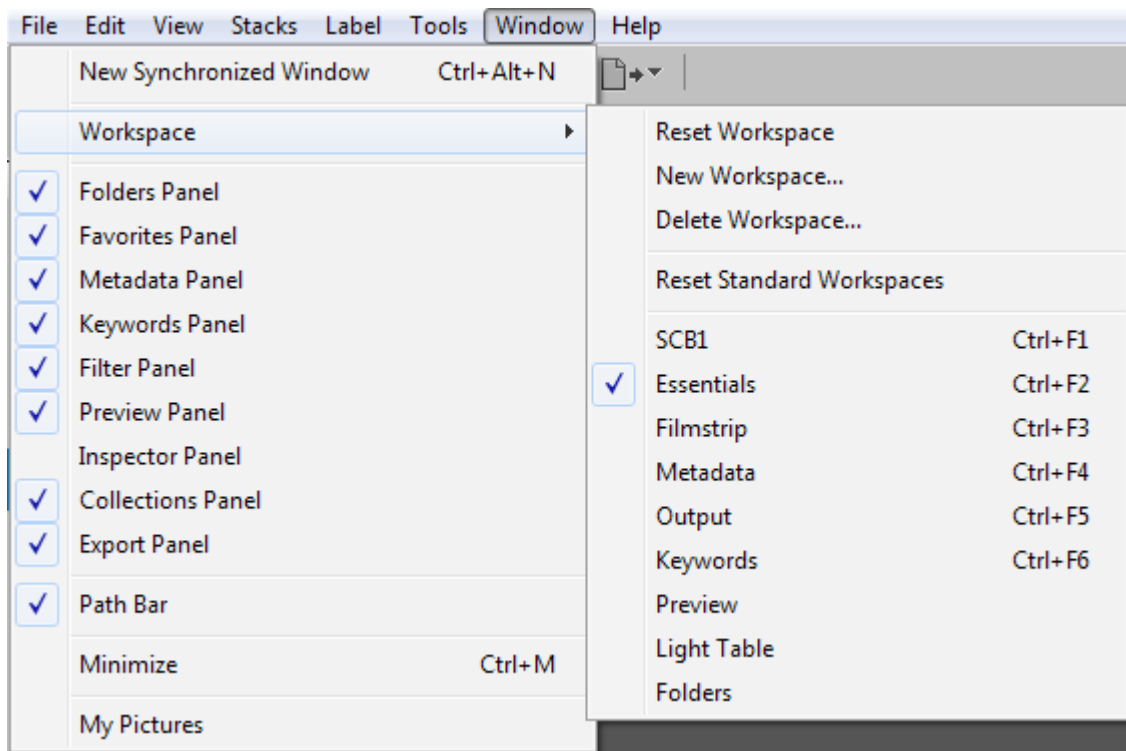 File Edit View Stacks Label Tools Window Help
New Synchronized Window Ctrl+Alt+N
Workspace
Folders Panel
Favorites Panel
Metadata Panel
Keywords Panel
Filter Panel
Preview Panel
Inspector Panel
Collections Panel
Export Panel
Path Bar
Minimize Ctrl+M
My Pictures
Reset Workspace
New Workspace...
Delete Workspace...
Reset Standard Workspaces
SCB1 Ctrl+F1
Essentials Ctrl+F2
Filmstrip Ctrl+F3
Metadata Ctrl+F4
Output Ctrl+F5
Keywords Ctrl+F6
Preview
Light Table
Folders